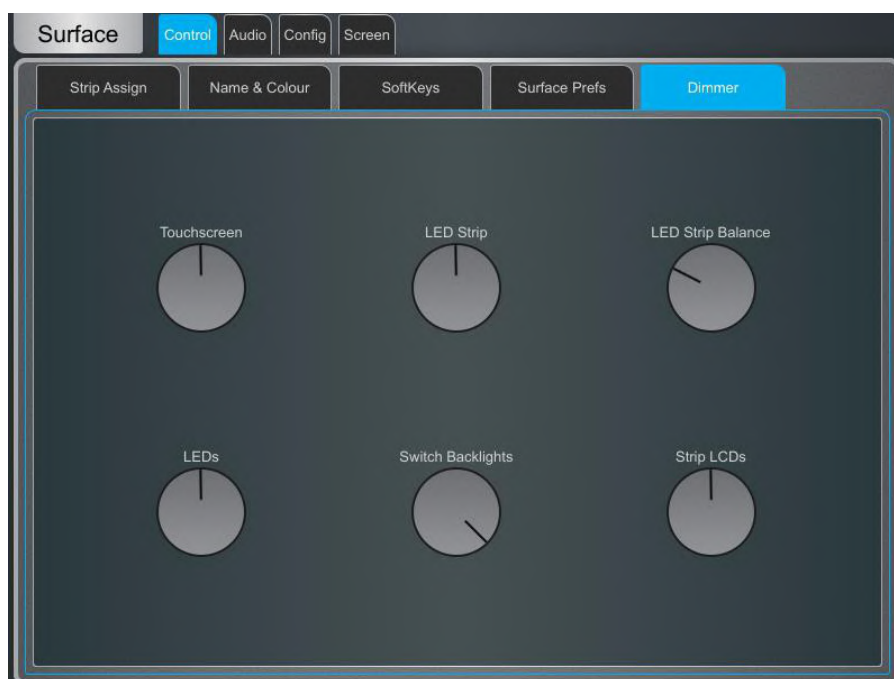 Surface
Control
Audio
Config
Screen
Strip Assign
Name & Colour
SoftKeys
Surface Prefs
Dimmer
Touchscreen
LED Strip
LED Strip Balance
LEDs
Switch Backlights
Strip LCDs